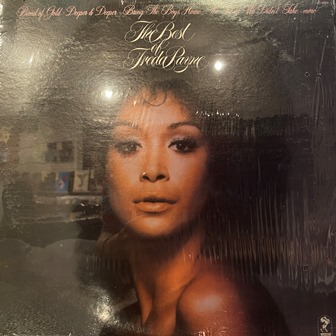 Band of Gold · Deeper & Deeper · Bring The Boys Home
The Best
of
Freda Payne